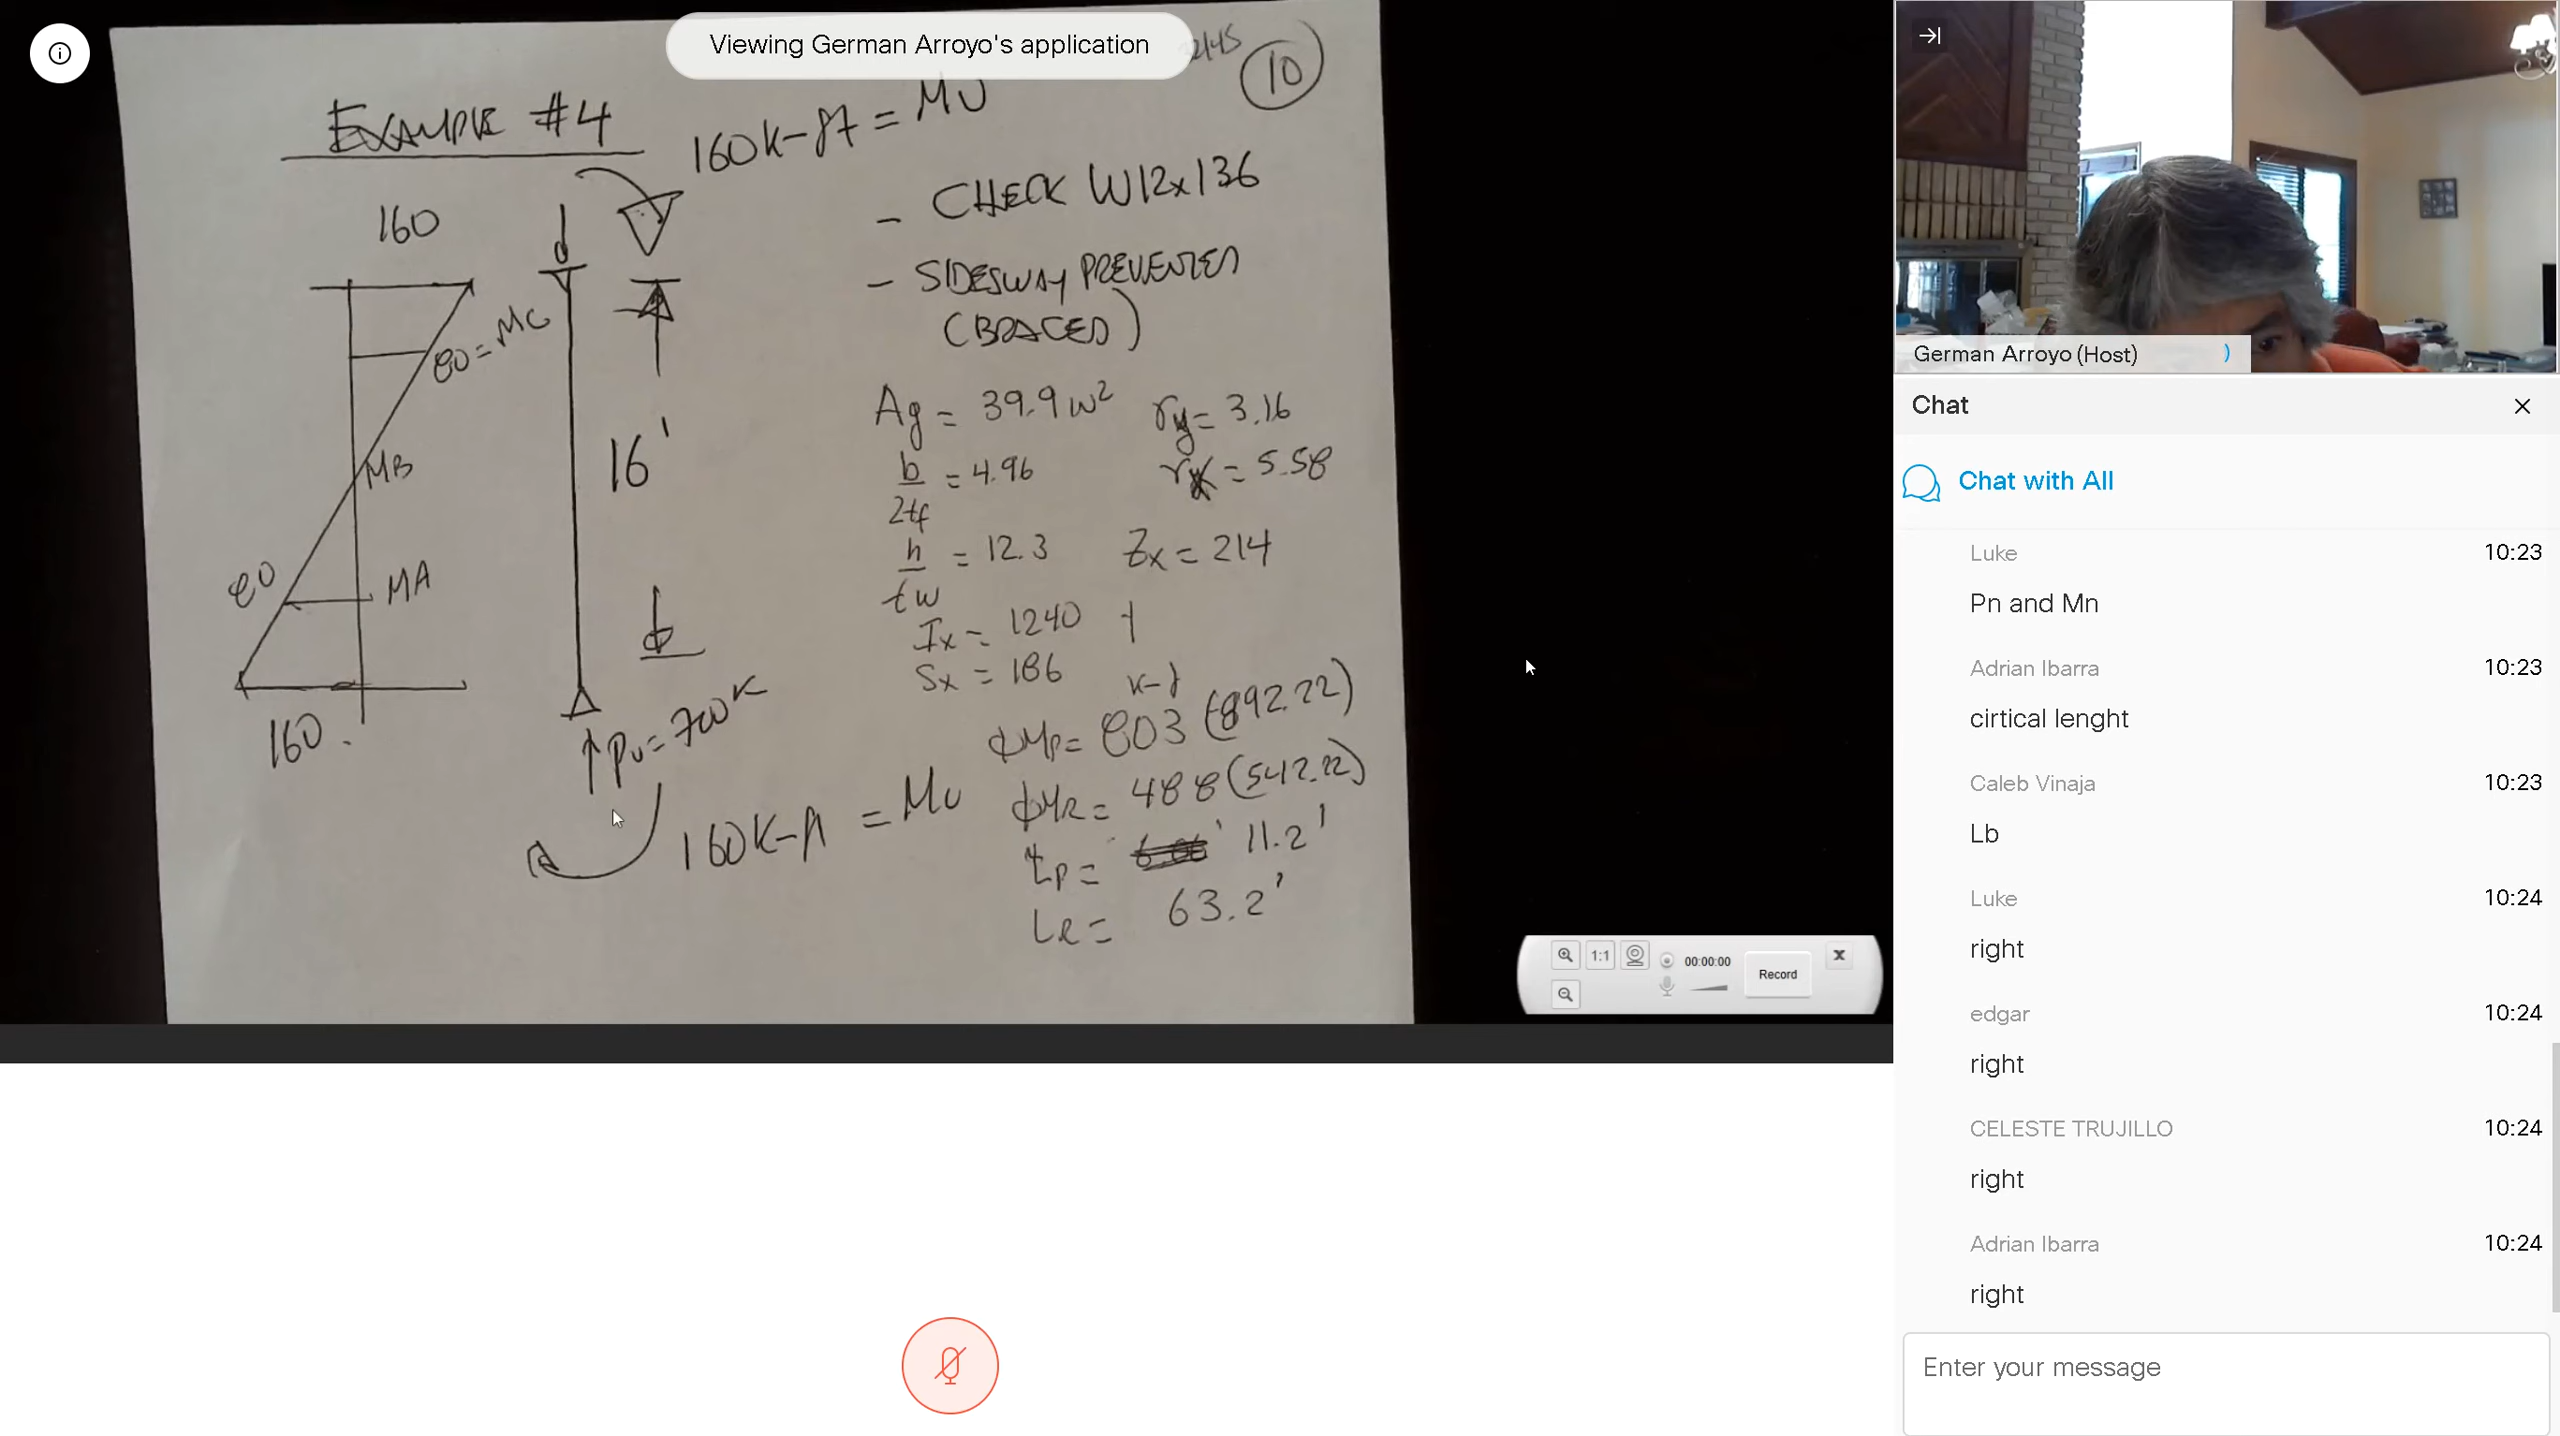 Viewing German Arroyo's application
10
EXAMPLE #4
160K-ft = MU
160
- CHECK W12x136
- SIDESWAY PREVENTED
(BRACED)
80 = MC
16'
MB
80
MA
160.
Ag = 39.9 in²
ry = 3.16
b/2tf = 4.96
rx = 5.58
h/tw = 12.3
Zx = 214
Ix = 1240
Sx = 186
K-f
PU = 700K
160K-ft = MU
ϕMp = 803 (892.22)
ϕMR = 488 (542.22)
Lp = 11.2'
LR = 63.2'
1:1
00:00:00
Record
X
German Arroyo (Host)
Chat
Chat with All
Luke 10:23
Pn and Mn
Adrian Ibarra 10:23
cirtical lenght
Caleb Vinaja 10:23
Lb
Luke 10:24
right
edgar 10:24
right
CELESTE TRUJILLO 10:24
right
Adrian Ibarra 10:24
right
Enter your message